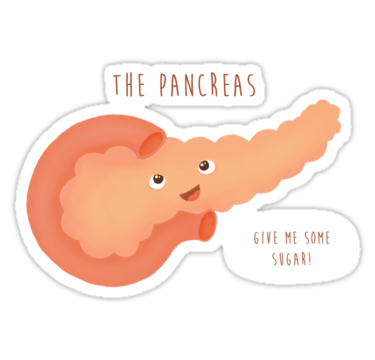 THE PANCREAS
GIVE ME SOME
SUGAR!